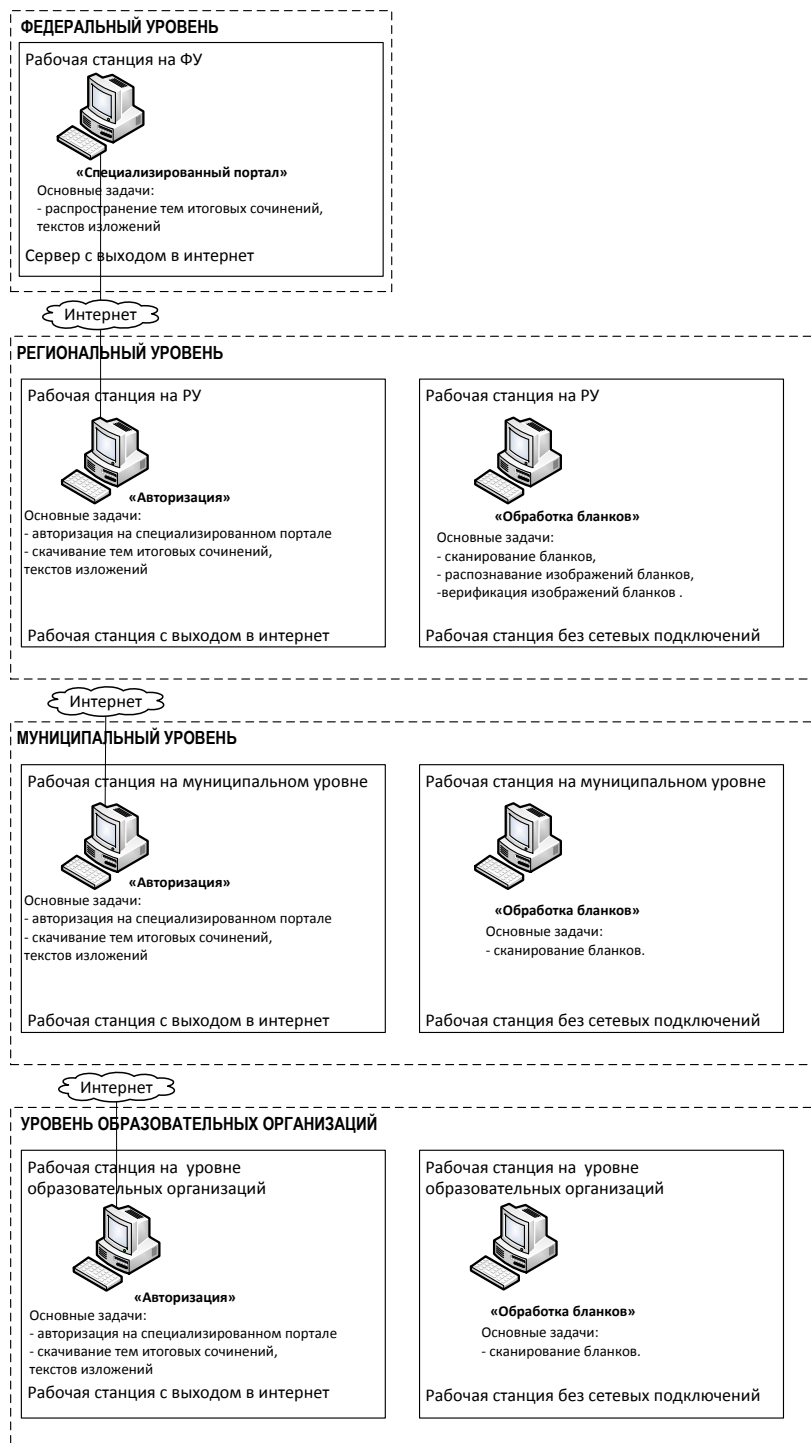 ФЕДЕРАЛЬНЫЙ УРОВЕНЬ
Рабочая станция на ФУ
«Специализированный портал»
Основные задачи:
- распространение тем итоговых сочинений,
текстов изложений
Сервер с выходом в интернет
Интернет
РЕГИОНАЛЬНЫЙ УРОВЕНЬ
Рабочая станция на РУ
«Авторизация»
Основные задачи:
- авторизация на специализированном портале
- скачивание тем итоговых сочинений,
текстов изложений
Рабочая станция с выходом в интернет
Рабочая станция на РУ
«Обработка бланков»
Основные задачи:
- сканирование бланков,
- распознавание изображений бланков,
-верификация изображений бланков .
Рабочая станция без сетевых подключений
Интернет
МУНИЦИПАЛЬНЫЙ УРОВЕНЬ
Рабочая станция на муниципальном уровне
«Авторизация»
Основные задачи:
- авторизация на специализированном портале
- скачивание тем итоговых сочинений,
текстов изложений
Рабочая станция с выходом в интернет
Рабочая станция на муниципальном уровне
«Обработка бланков»
Основные задачи:
- сканирование бланков.
Рабочая станция без сетевых подключений
Интернет
УРОВЕНЬ ОБРАЗОВАТЕЛЬНЫХ ОРГАНИЗАЦИЙ
Рабочая станция на уровне
образовательных организаций
«Авторизация»
Основные задачи:
- авторизация на специализированном портале
- скачивание тем итоговых сочинений,
текстов изложений
Рабочая станция с выходом в интернет
Рабочая станция на уровне
образовательных организаций
«Обработка бланков»
Основные задачи:
- сканирование бланков.
Рабочая станция без сетевых подключений